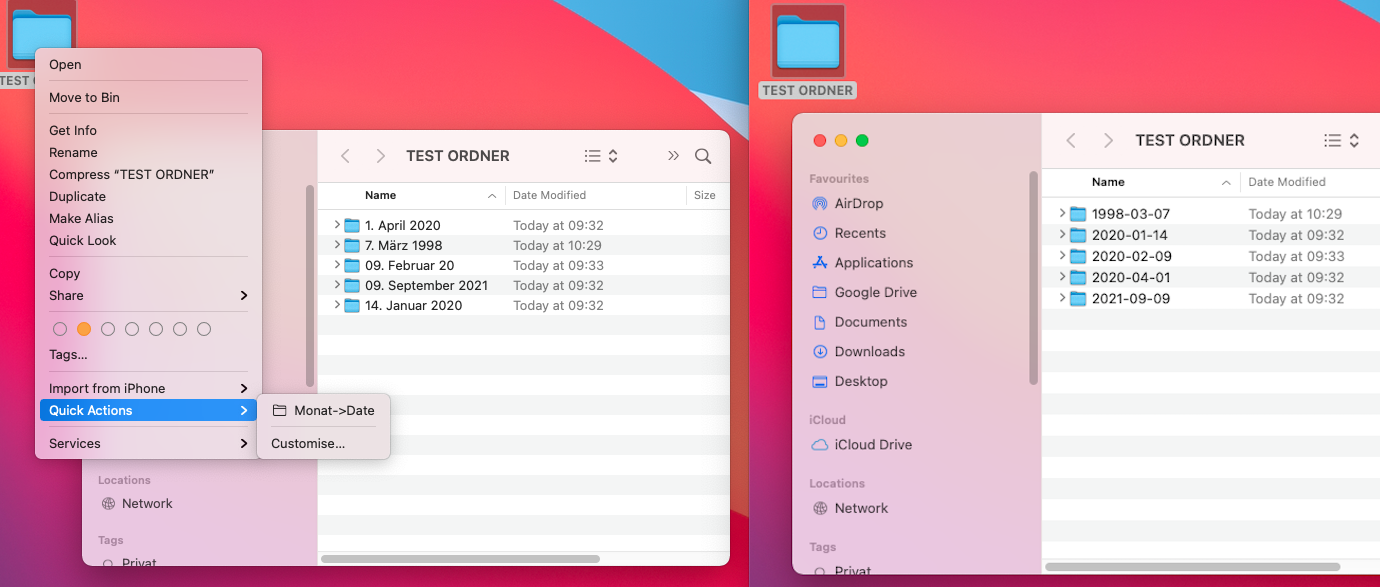 TEST
Open
Move to Bin
Get Info
Rename
Compress “TEST ORDNER”
Duplicate
Make Alias
Quick Look
Copy
Share
Tags...
Import from iPhone
Quick Actions
Services
Monat->Date
Customise...
Locations
Network
Tags
Privat
TEST ORDNER
Name Date Modified Size
1. April 2020 Today at 09:32
7. März 1998 Today at 10:29
09. Februar 20 Today at 09:33
09. September 2021 Today at 09:32
14. Januar 2020 Today at 09:32
TEST ORDNER
Favourites
AirDrop
Recents
Applications
Google Drive
Documents
Downloads
Desktop
iCloud
iCloud Drive
Locations
Network
Tags
Privat
TEST ORDNER
Name Date Modified
1998-03-07 Today at 10:29
2020-01-14 Today at 09:32
2020-02-09 Today at 09:33
2020-04-01 Today at 09:32
2021-09-09 Today at 09:32